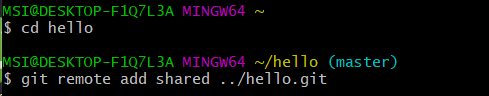 MSI@DESKTOP-F1Q7L3A MINGW64 ~
$ cd hello
MSI@DESKTOP-F1Q7L3A MINGW64 ~/hello (master)
$ git remote add shared ../hello.git